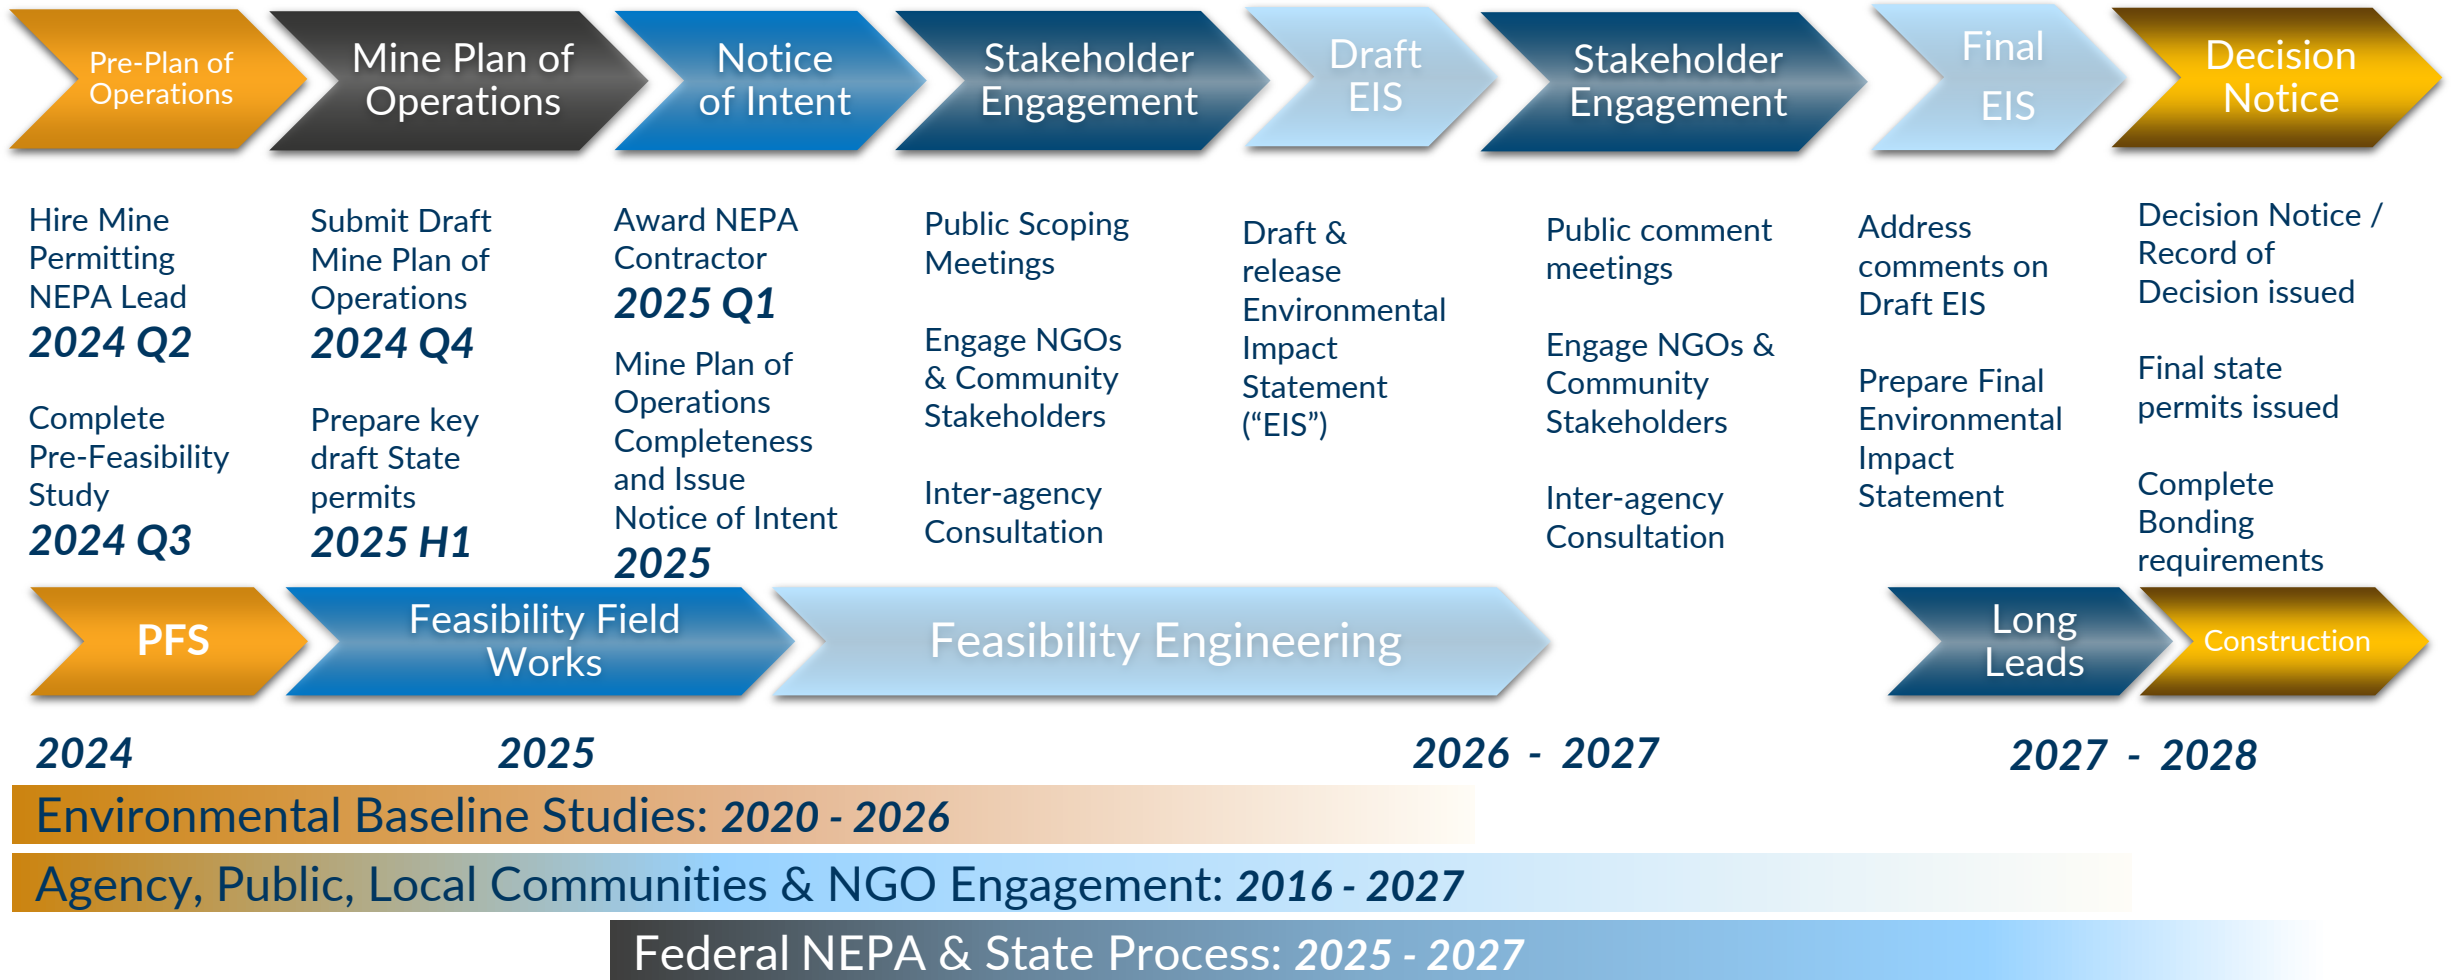 Pre-Plan of
Operations
Mine Plan of
Operations
Notice
of Intent
Stakeholder
Engagement
Draft
EIS
Stakeholder
Engagement
Final
EIS
Decision
Notice
Hire Mine
Permitting
NEPA Lead
2024 Q2
Complete
Pre-Feasibility
Study
2024 Q3
Submit Draft
Mine Plan of
Operations
2024 Q4
Prepare key
draft State
permits
2025 H1
Award NEPA
Contractor
2025 Q1
Mine Plan of
Operations
Completeness
and Issue
Notice of Intent
2025
Public Scoping
Meetings
Engage NGOs
& Community
Stakeholders
Inter-agency
Consultation
Draft &
release
Environmental
Impact
Statement
(“EIS”)
Public comment
meetings
Engage NGOs &
Community
Stakeholders
Inter-agency
Consultation
Address
comments on
Draft EIS
Prepare Final
Environmental
Impact
Statement
Decision Notice /
Record of
Decision issued
Final state
permits issued
Complete
Bonding
requirements
PFS
Feasibility Field
Works
Feasibility Engineering
Long
Leads
Construction
2024
2025
2026 - 2027
2027 - 2028
Environmental Baseline Studies: 2020 - 2026
Agency, Public, Local Communities & NGO Engagement: 2016 - 2027
Federal NEPA & State Process: 2025 - 2027